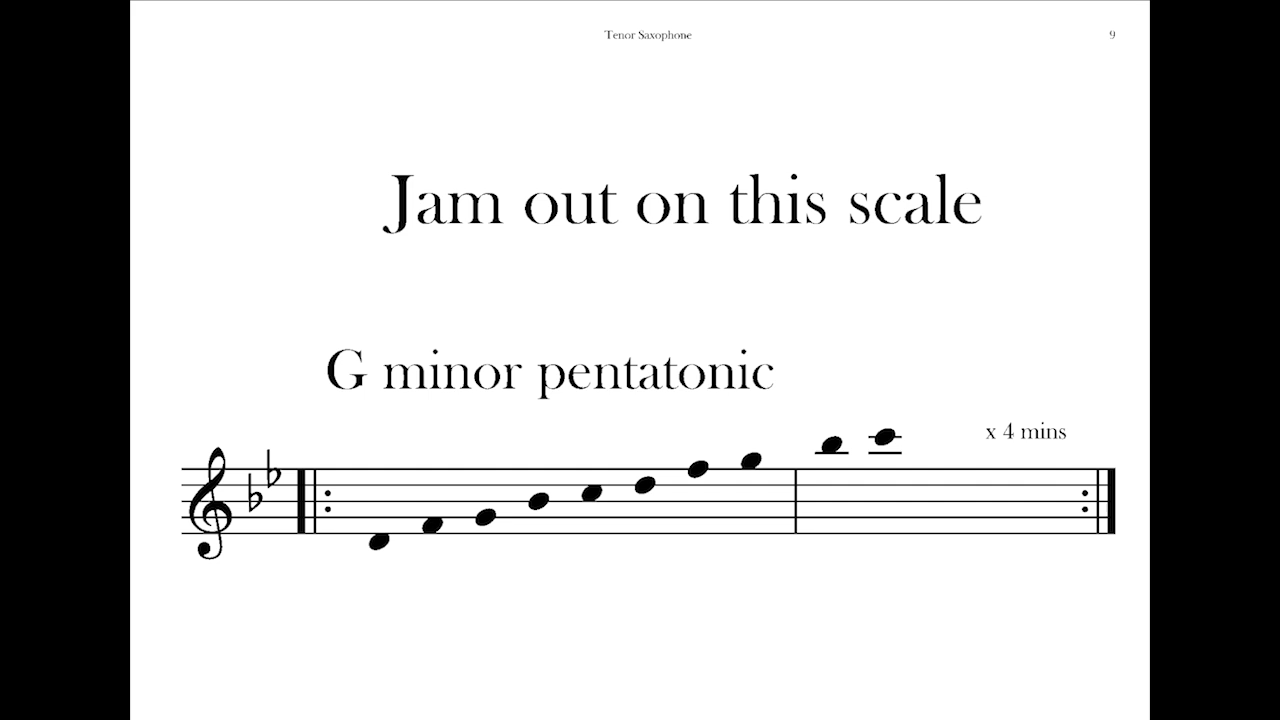 Tenor Saxophone
9
Jam out on this scale
G minor pentatonic
x 4 mins